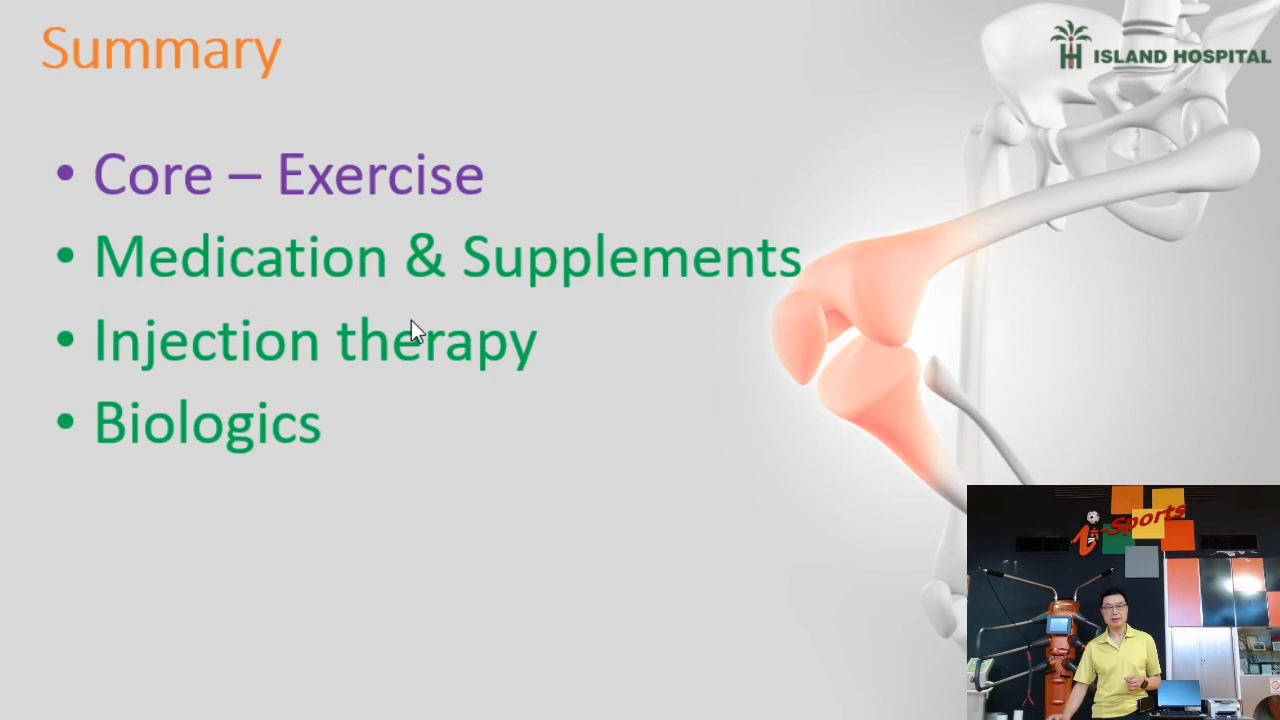 Summary
ISLAND HOSPITAL
• Core – Exercise
• Medication & Supplements
• Injection therapy
• Biologics
i-Sports